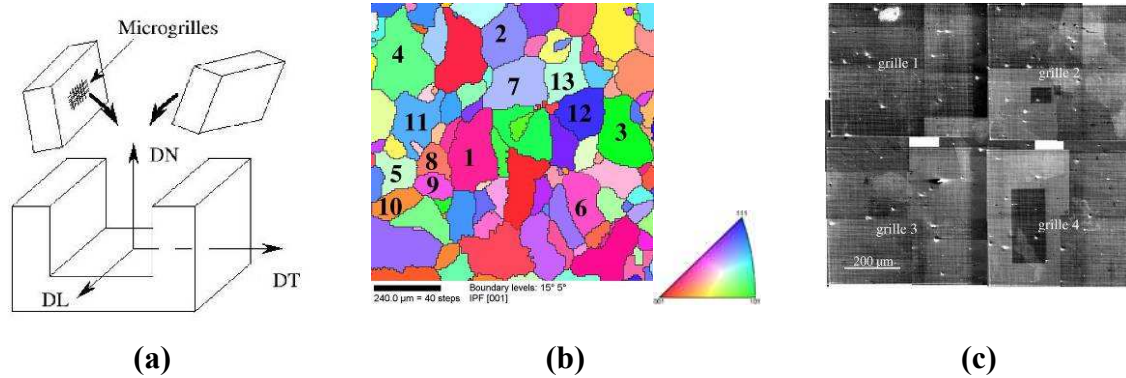 Microgrilles
DN
DL
DT
(a)
4
2
7
13
11
12
3
8
1
5
9
10
6
240.0 µm = 40 steps
Boundary levels: 15° 5°
IPF [001]
111
001
101
(b)
grille 1
grille 2
grille 3
grille 4
200 µm
(c)